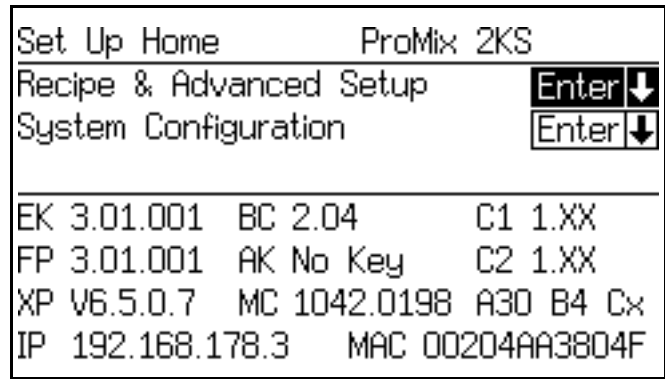 Set Up Home ProMix 2KS
Recipe & Advanced Setup Enter
System Configuration Enter
EK 3.01.001 BC 2.04 C1 1.XX
FP 3.01.001 AK No Key C2 1.XX
XP V6.5.0.7 MC 1042.0198 A30 B4 Cx
IP 192.168.178.3 MAC 00204AA3804F